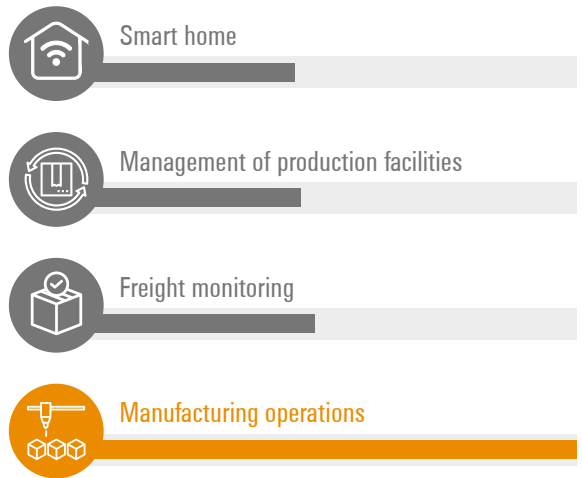 Smart home
Management of production facilities
Freight monitoring
Manufacturing operations